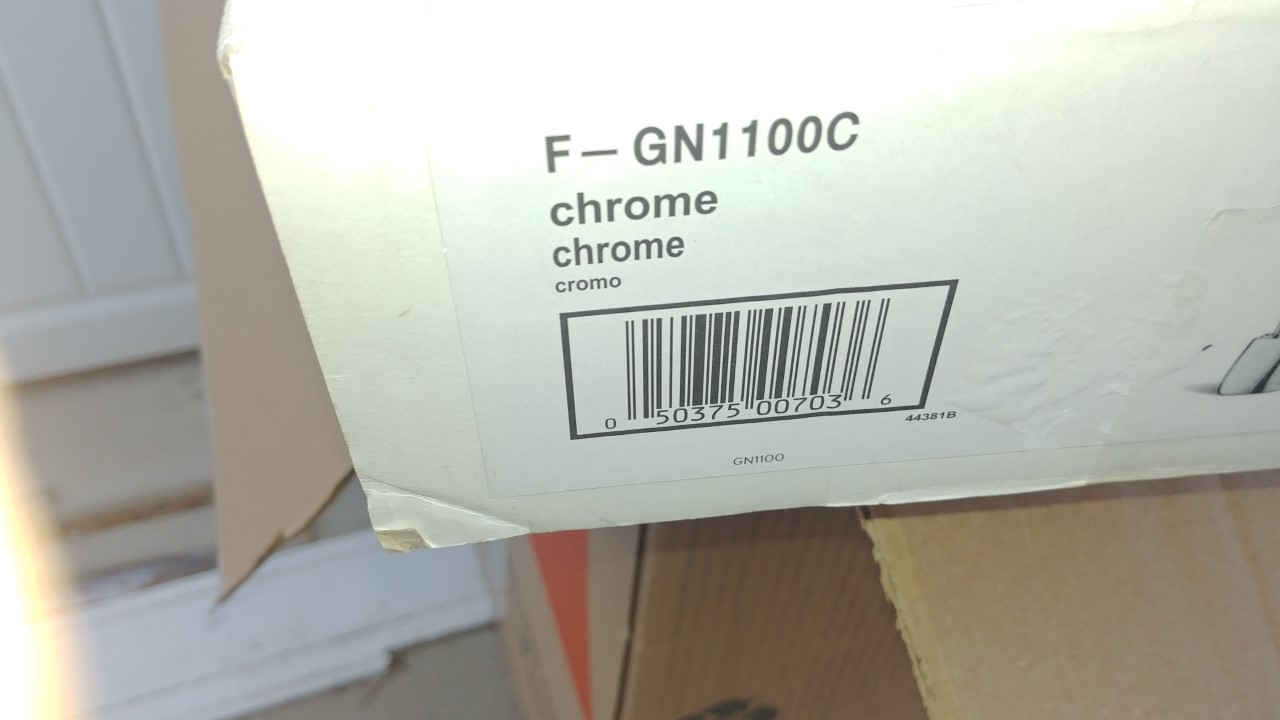 F-GN1100C
chrome
chrome
cromo
0 50375 00703 6
44381B
GN1100